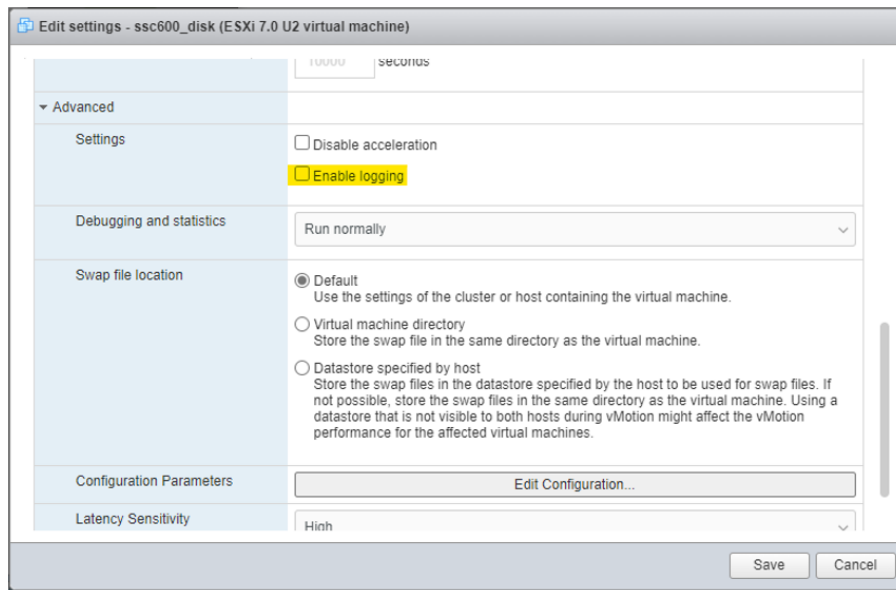 Edit settings - ssc600_disk (ESXi 7.0 U2 virtual machine)
10000 seconds
Advanced
Settings
Disable acceleration
Enable logging
Debugging and statistics
Run normally
Swap file location
Default
Use the settings of the cluster or host containing the virtual machine.
Virtual machine directory
Store the swap file in the same directory as the virtual machine.
Datastore specified by host
Store the swap files in the datastore specified by the host to be used for swap files. If
not possible, store the swap files in the same directory as the virtual machine. Using a
datastore that is not visible to both hosts during vMotion might affect the vMotion
performance for the affected virtual machines.
Configuration Parameters
Edit Configuration...
Latency Sensitivity
High
Save
Cancel